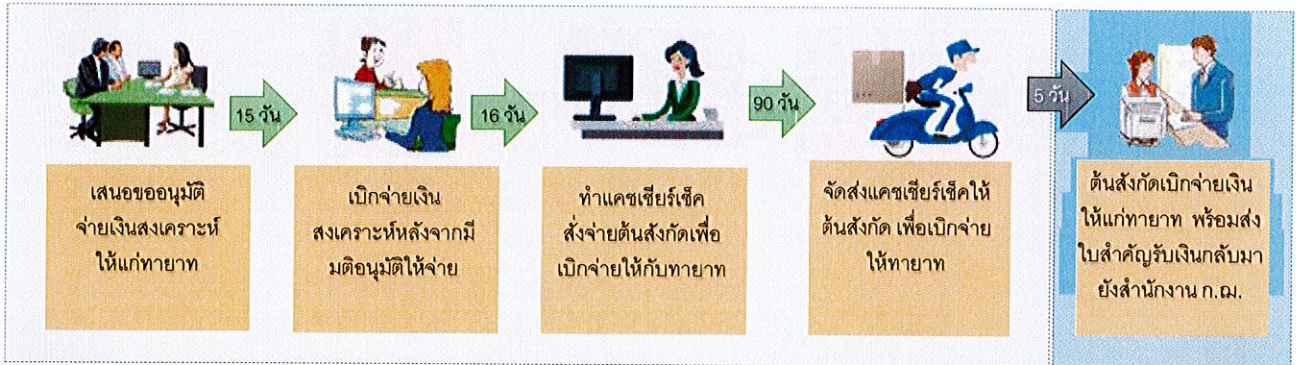 15 วัน
16 วัน
90 วัน
5 วัน
เสนอขออนุมัติ
จ่ายเงินสงเคราะห์
ให้แก่ทายาท
เบิกจ่ายเงิน
สงเคราะห์หลังจากมี
มติอนุมัติให้จ่าย
ทำแคชเชียร์เช็ค
สั่งจ่ายต้นสังกัดเพื่อ
เบิกจ่ายให้กับทายาท
จัดส่งแคชเชียร์เช็คให้
ต้นสังกัด เพื่อเบิกจ่าย
ให้ทายาท
ต้นสังกัดเบิกจ่ายเงิน
ให้แก่ทายาท พร้อมส่ง
ใบสำคัญรับเงินกลับมา
ยังสำนักงาน ก.ฌ.